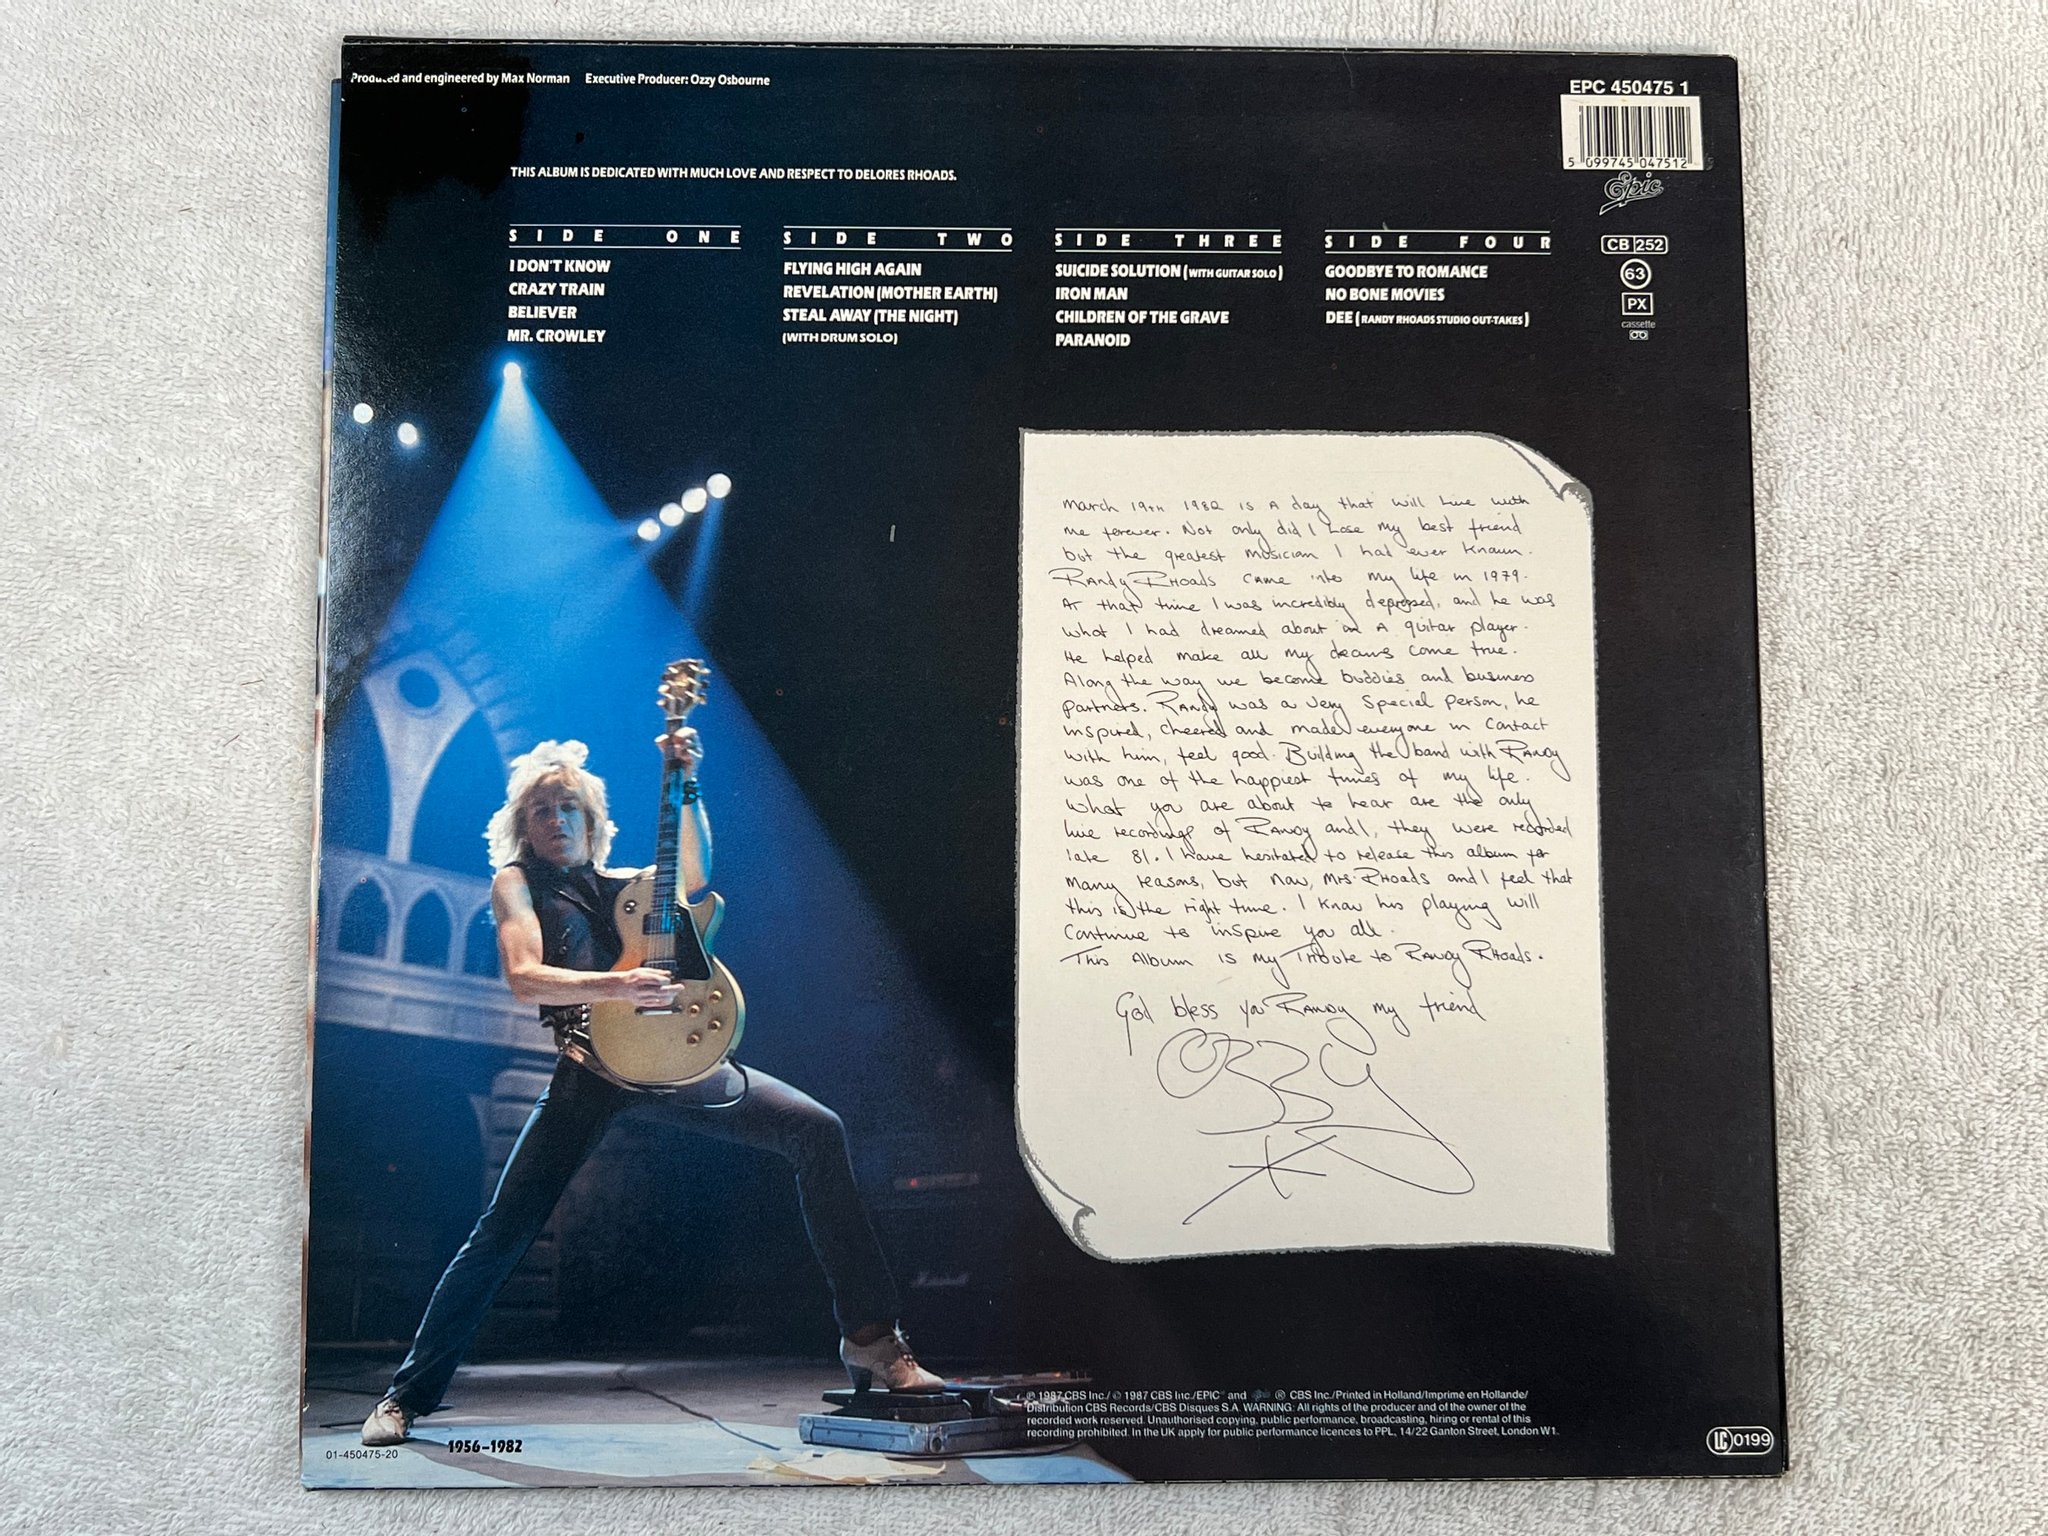 Produced and engineered by Max Norman Executive Producer: Ozzy Osbourne
EPC 450475 1
5 099745 047512
Epic
THIS ALBUM IS DEDICATED WITH MUCH LOVE AND RESPECT TO DELORES RHOADS.
SIDE ONE
I DON'T KNOW
CRAZY TRAIN
BELIEVER
MR. CROWLEY
SIDE TWO
FLYING HIGH AGAIN
REVELATION (MOTHER EARTH)
STEAL AWAY (THE NIGHT)
(WITH DRUM SOLO)
SIDE THREE
SUICIDE SOLUTION (WITH GUITAR SOLO)
IRON MAN
CHILDREN OF THE GRAVE
PARANOID
SIDE FOUR
GOODBYE TO ROMANCE
NO BONE MOVIES
DEE (RANDY RHOADS STUDIO OUT-TAKES)
CB 252
63
PX
cassette
March 19th 1982 is a day that will live with
me forever. Not only did I lose my best friend
but the greatest musician I had ever known.
Randy Rhoads came into my life in 1979.
At that time I was incredibly depressed, and he was
what I had dreamed about in a guitar player.
He helped make all my dreams come true.
Along the way we become buddies and business
partners. Randy was a very special person, he
inspired, cheered and made everyone in contact
with him, feel good. Building the band with Randy
was one of the happiest times of my life.
What you are about to hear are the only
live recordings of Randy and I, they were recorded
late 81. I have hesitated to release this album for
many reasons, but now, Mrs. Rhoads and I feel that
this is the right time. I know his playing will
continue to inspire you all.
This Album is my Tribute to Randy Rhoads.
God bless you Randy my friend
Ozzy
Marshall
℗ 1987 CBS Inc./ © 1987 CBS Inc./EPIC and Epic ® CBS Inc./Printed in Holland/Imprimé en Hollande/
Distribution CBS Records/CBS Disques S.A. WARNING: All rights of the producer and of the owner of the
recorded work reserved. Unauthorised copying, public performance, broadcasting, hiring or rental of this
recording prohibited. In the UK apply for public performance licences to PPL, 14/22 Ganton Street, London W1.
01-450475-20
1956-1982
LC 0199